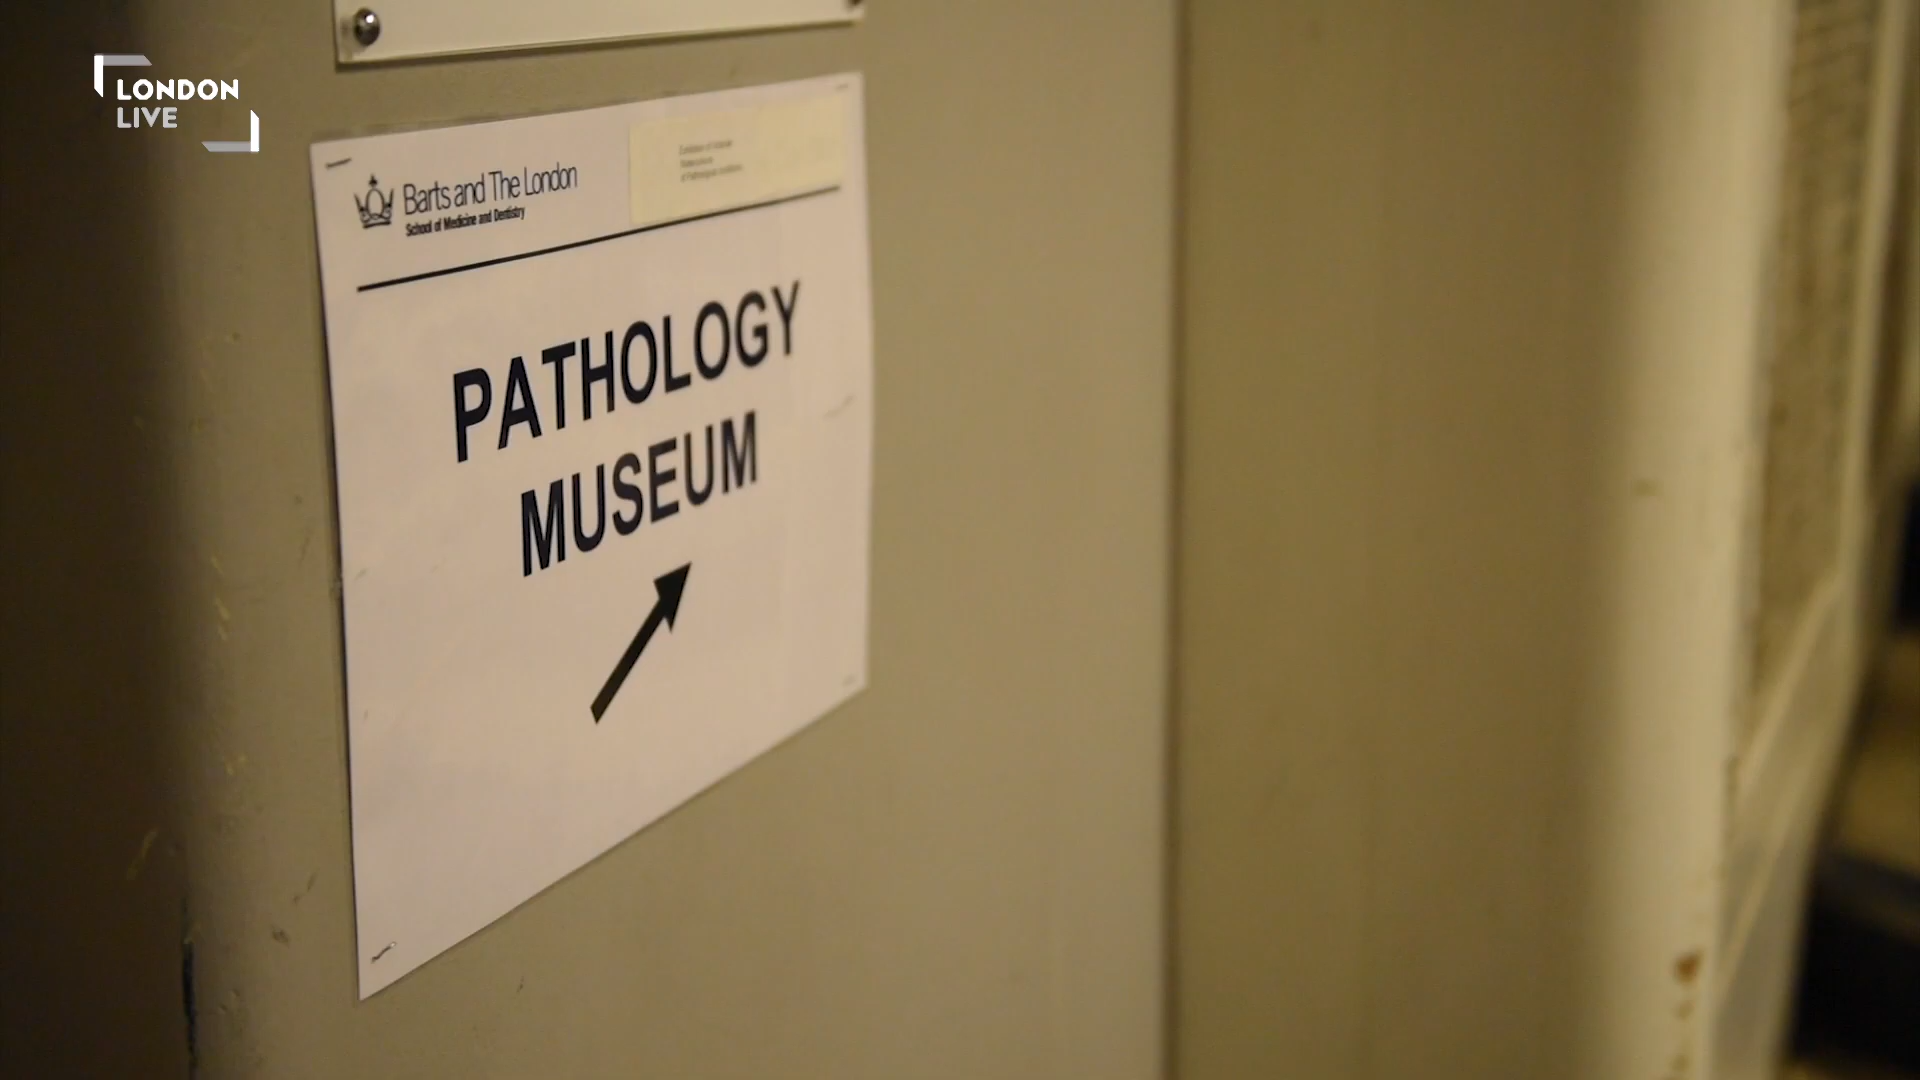 LONDON
LIVE
Barts and The London
School of Medicine and Dentistry
PATHOLOGY
MUSEUM